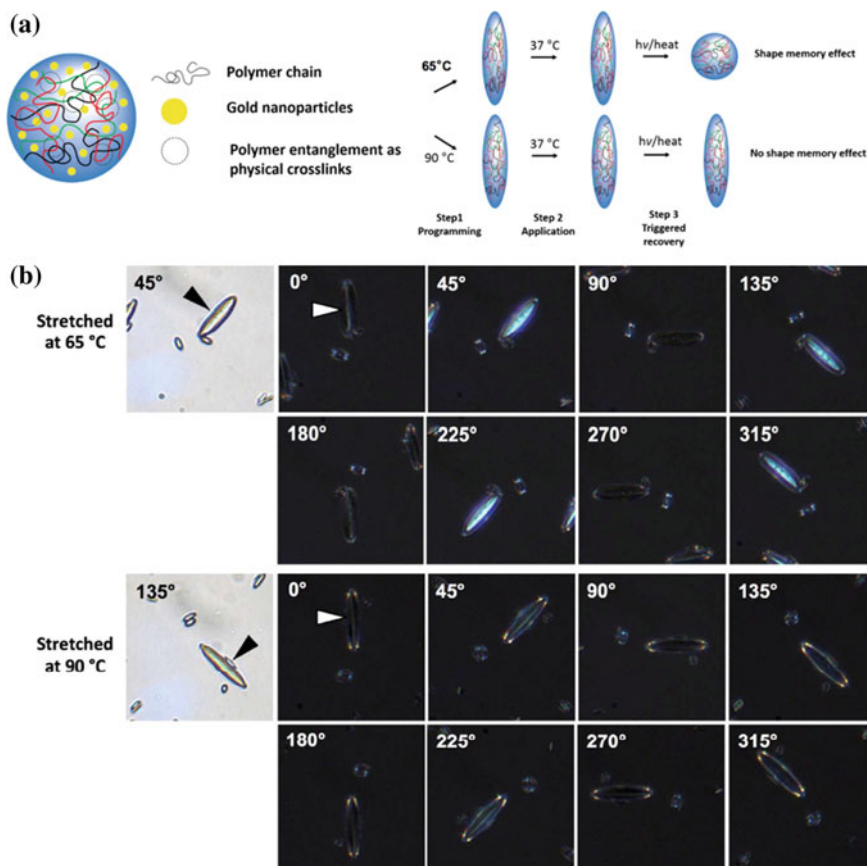 (a)
Polymer chain
Gold nanoparticles
Polymer entanglement as
physical crosslinks
65°C
37 °C
hν/heat
Shape memory effect
90 °C
37 °C
hν/heat
No shape memory effect
Step1
Programming
Step 2
Application
Step 3
Triggered
recovery
(b)
Stretched
at 65 °C
45°
0°
45°
90°
135°
180°
225°
270°
315°
Stretched
at 90 °C
135°
0°
45°
90°
135°
180°
225°
270°
315°